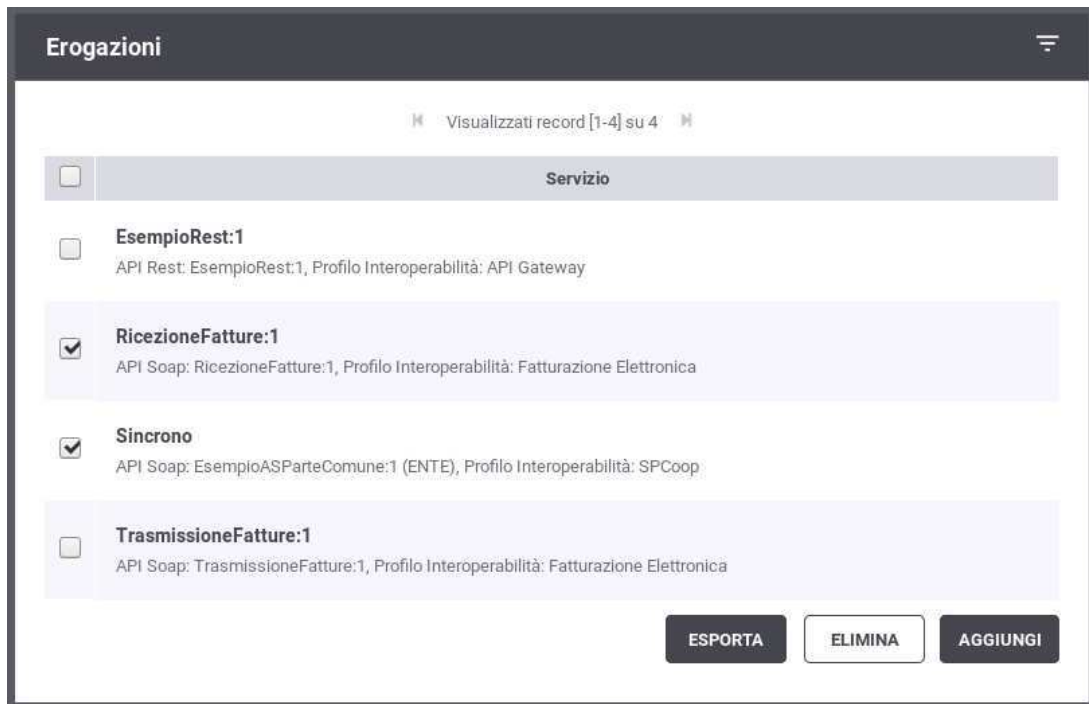 Erogazioni
Visualizzati record [1-4] su 4
Servizio
EsempioRest:1
API Rest: EsempioRest:1, Profilo Interoperabilità: API Gateway
RicezioneFatture:1
API Soap: RicezioneFatture:1, Profilo Interoperabilità: Fatturazione Elettronica
Sincrono
API Soap: EsempioASParteComune:1 (ENTE), Profilo Interoperabilità: SPCoop
TrasmissioneFatture:1
API Soap: TrasmissioneFatture:1, Profilo Interoperabilità: Fatturazione Elettronica
ESPORTA ELIMINA AGGIUNGI